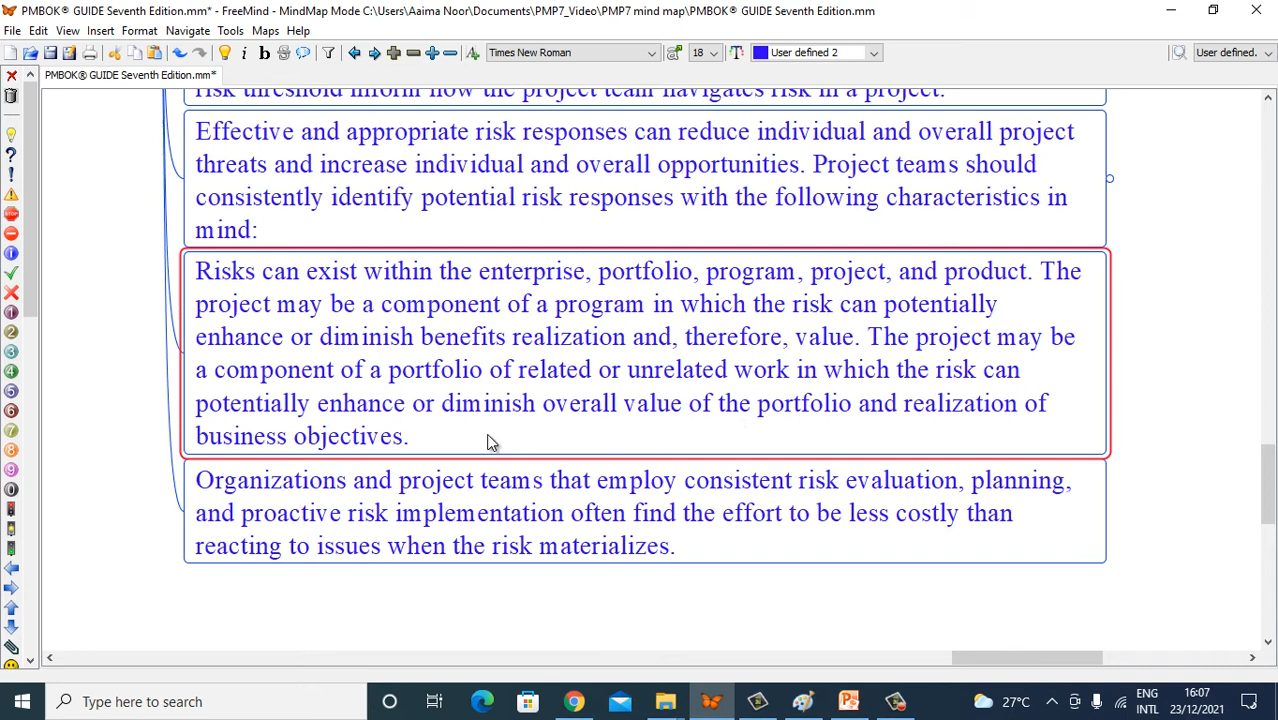 PMBOK® GUIDE Seventh Edition.mm* - FreeMind - MindMap Mode C:\Users\Aaima Noor\Documents\PMP7_Video\PMP7 mind map\PMBOK® GUIDE Seventh Edition.mm
File Edit View Insert Format Navigate Tools Maps Help
Times New Roman 18 User defined 2 User defined.
PMBOK® GUIDE Seventh Edition.mm*
Risk threshold inform how the project team navigates risk in a project.
Effective and appropriate risk responses can reduce individual and overall project
threats and increase individual and overall opportunities. Project teams should
consistently identify potential risk responses with the following characteristics in
mind:
Risks can exist within the enterprise, portfolio, program, project, and product. The
project may be a component of a program in which the risk can potentially
enhance or diminish benefits realization and, therefore, value. The project may be
a component of a portfolio of related or unrelated work in which the risk can
potentially enhance or diminish overall value of the portfolio and realization of
business objectives.
Organizations and project teams that employ consistent risk evaluation, planning,
and proactive risk implementation often find the effort to be less costly than
reacting to issues when the risk materializes.
Type here to search
27°C
ENG
INTL
16:07
23/12/2021